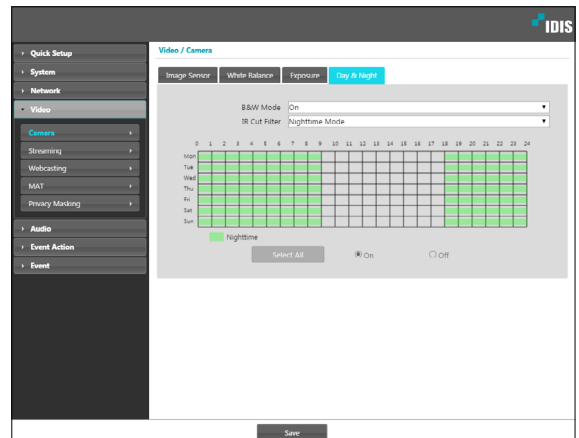 IDIS
Quick Setup
System
Network
Video
Camera
Streaming
Webcasting
MAT
Privacy Masking
Audio
Event Action
Event
Video / Camera
Image Sensor White Balance Exposure Day & Night
B&W Mode On
IR Cut Filter Nighttime Mode
0 1 2 3 4 5 6 7 8 9 10 11 12 13 14 15 16 17 18 19 20 21 22 23 24
Mon
Tue
Wed
Thu
Fri
Sat
Sun
Nighttime
Select All On Off
Save